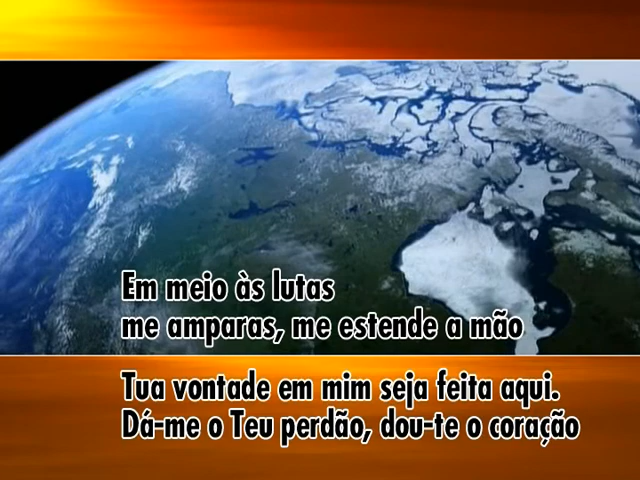 Em meio às lutas
me amparas, me estende a mão
Tua vontade em mim seja feita aqui.
Dá-me o Teu perdão, dou-te o coração